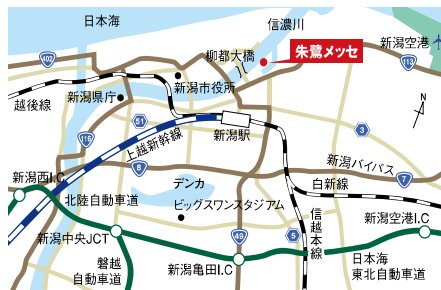 日本海
信濃川
柳都大橋
朱鷺メッセ
新潟空港
402
113
越後線
新潟市役所
新潟県庁
51
3
116
新潟駅
上越新幹線
8
新潟バイパス
7
新潟西I.C
デンカ
ビッグスワンスタジアム
白新線
北陸自動車道
信越本線
新潟空港I.C
新潟中央JCT
49
5
磐越
自動車道
新潟亀田I.C
日本海
東北自動車道